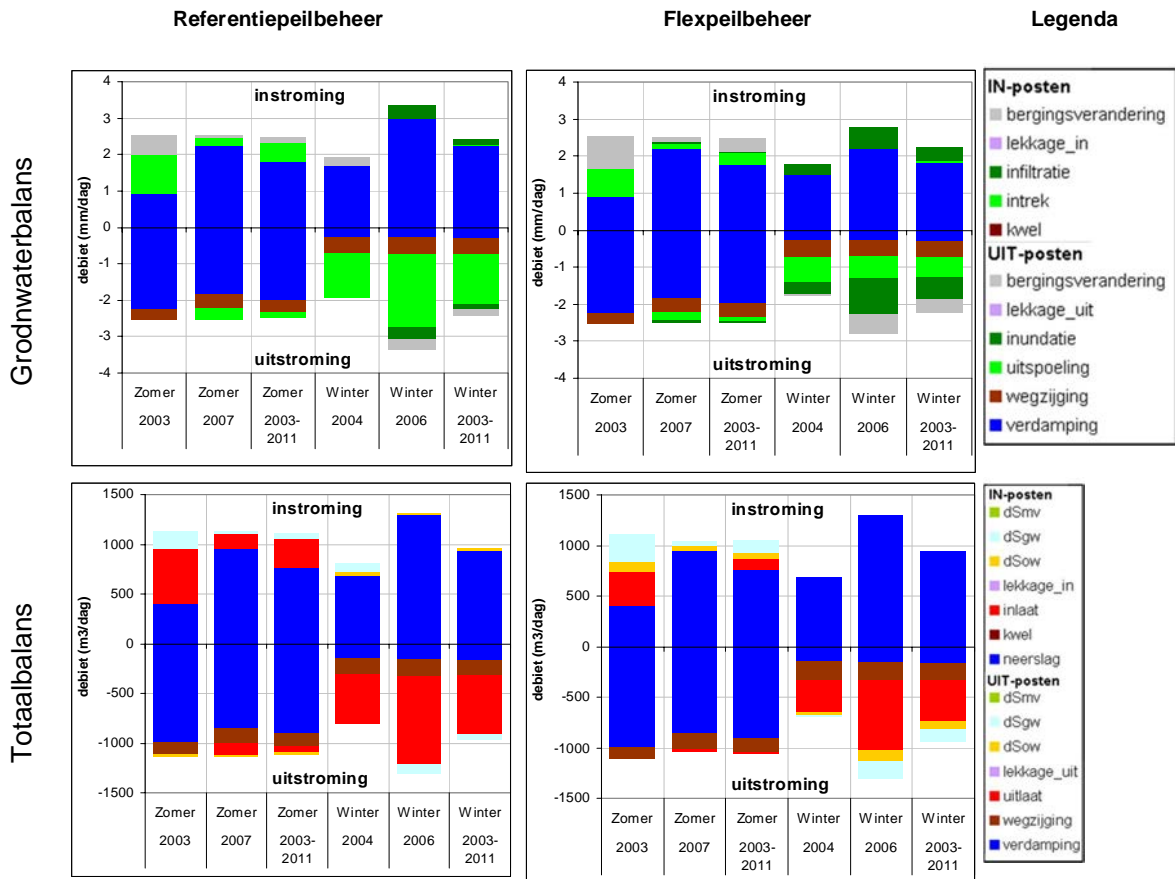 Referentiepeilbeheer
Flexpeilbeheer
Legenda
Grodnwaterbalans
debiet (mm/dag)
4
3
2
1
0
-1
-2
-3
-4
instroming
uitstroming
Zomer Zomer Zomer Winter Winter Winter
2003 2007 2003- 2004 2006 2003-
2011 2011
debiet (mm/dag)
4
3
2
1
0
-1
-2
-3
-4
instroming
uitstroming
Zomer Zomer Zomer Winter Winter Winter
2003 2007 2003- 2004 2006 2003-
2011 2011
IN-posten
bergingsverandering
lekkage_in
infiltratie
intrek
kwel
UIT-posten
bergingsverandering
lekkage_uit
inundatie
uitspoeling
wegzijging
verdamping
Totaalbalans
debiet (m3/dag)
1500
1000
500
0
-500
-1000
-1500
instroming
uitstroming
Zomer Zomer Zomer Winter Winter Winter
2003 2007 2003- 2004 2006 2003-
2011 2011
debiet (m3/dag)
1500
1000
500
0
-500
-1000
-1500
instroming
uitstroming
Zomer Zomer Zomer Winter Winter Winter
2003 2007 2003- 2004 2006 2003-
2011 2011
IN-posten
dSmv
dSgw
dSow
lekkage_in
inlaat
kwel
neerslag
UIT-posten
dSmv
dSgw
dSow
lekkage_uit
uitlaat
wegzijging
verdamping